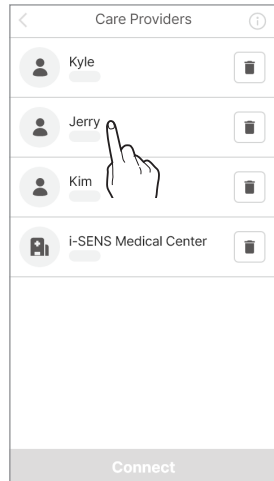 Care Providers
Kyle
Jerry
Kim
i-SENS Medical Center
Connect